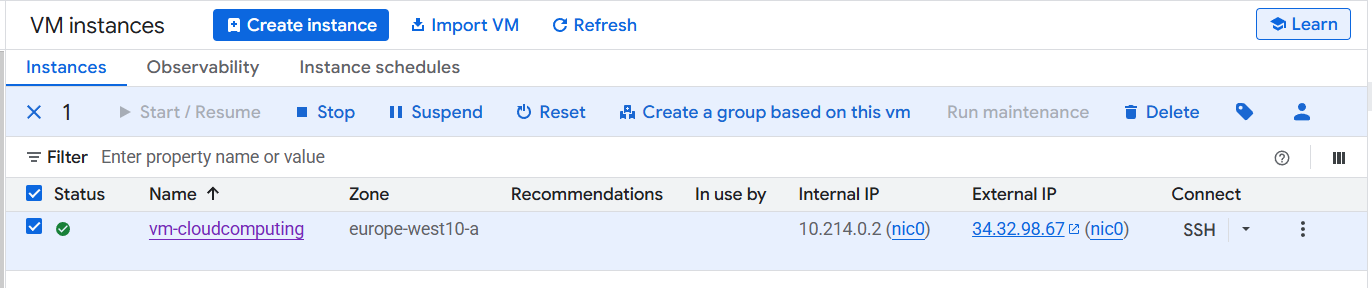 VM instances Create instance Import VM Refresh Learn
Instances Observability Instance schedules
1 Start / Resume Stop Suspend Reset Create a group based on this vm Run maintenance Delete
Filter Enter property name or value
Status Name Zone Recommendations In use by Internal IP External IP Connect
vm-cloudcomputing europe-west10-a 10.214.0.2 (nic0) 34.32.98.67 (nic0) SSH